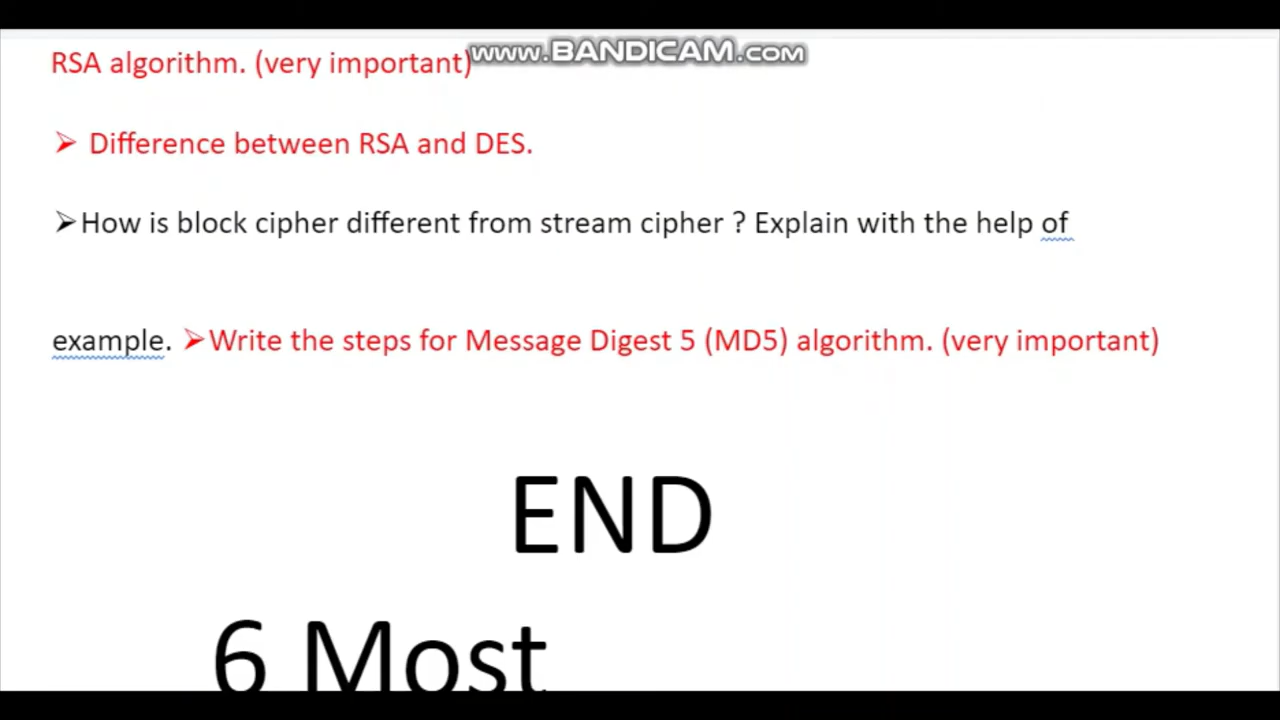 RSA algorithm. (very important)
www.BANDICAM.com
➢ Difference between RSA and DES.
➢How is block cipher different from stream cipher ? Explain with the help of
example. ➢Write the steps for Message Digest 5 (MD5) algorithm. (very important)
END
6 Most